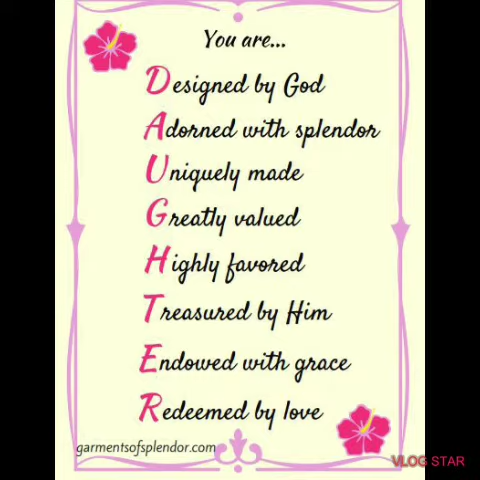 You are...
Designed by God
Adorned with splendor
Uniquely made
Greatly valued
Highly favored
Treasured by Him
Endowed with grace
Redeemed by love
garmentsofsplendor.com
VLOG STAR